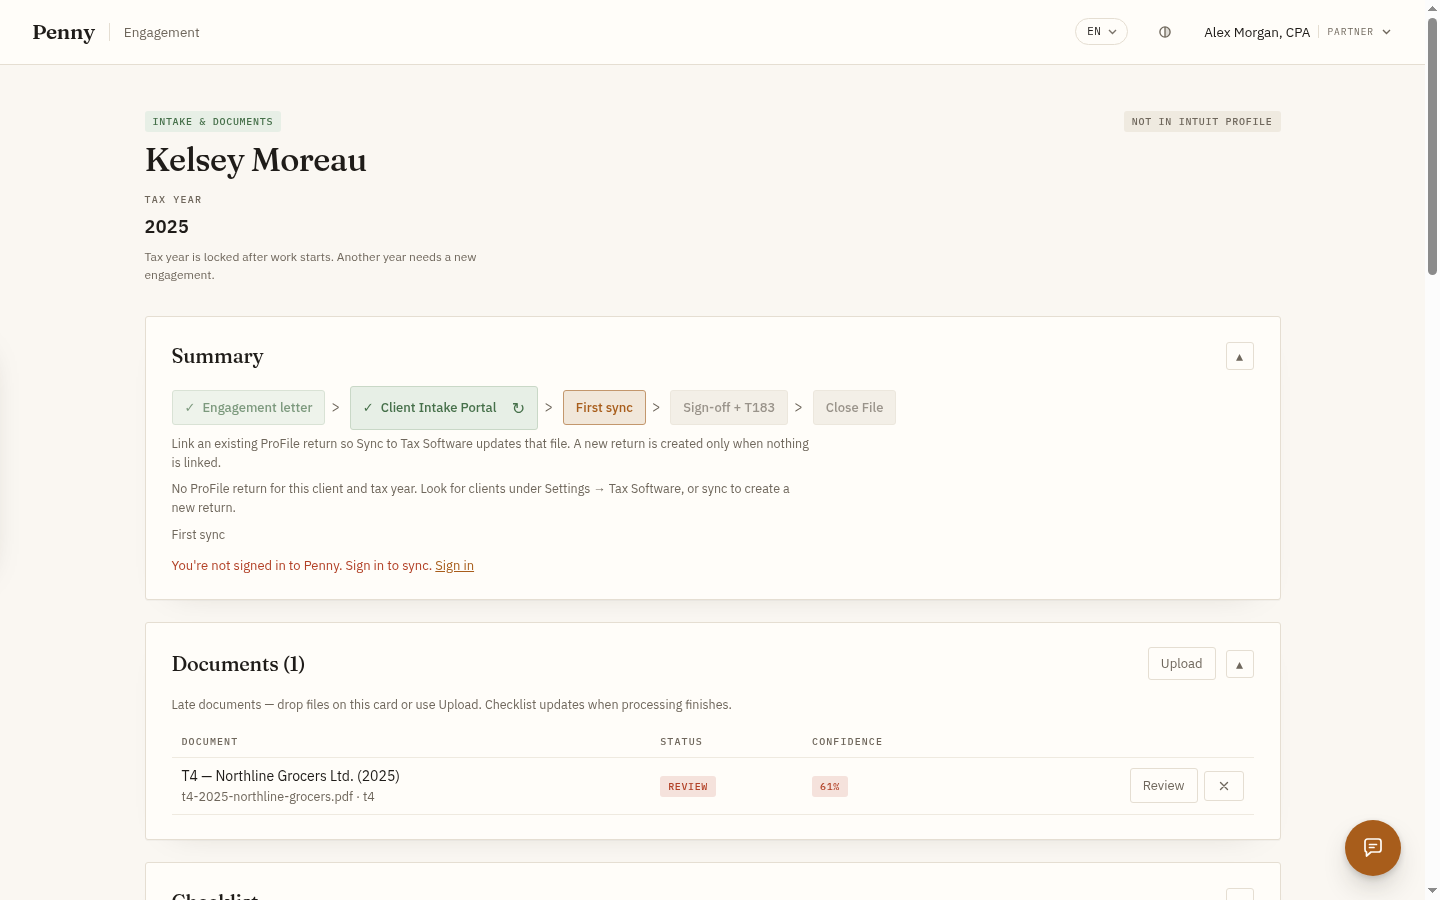 Penny
Engagement
EN
Alex Morgan, CPA
PARTNER
INTAKE & DOCUMENTS
NOT IN INTUIT PROFILE
Kelsey Moreau
TAX YEAR
2025
Tax year is locked after work starts. Another year needs a new
engagement.
Summary
▲
✓ Engagement letter > ✓ Client Intake Portal ↻ > First sync > Sign-off + T183 > Close File
Link an existing ProFile return so Sync to Tax Software updates that file. A new return is created only when nothing
is linked.
No ProFile return for this client and tax year. Look for clients under Settings → Tax Software, or sync to create a
new return.
First sync
You're not signed in to Penny. Sign in to sync. Sign in
Documents (1)
Upload
▲
Late documents — drop files on this card or use Upload. Checklist updates when processing finishes.
DOCUMENT STATUS CONFIDENCE
T4 — Northline Grocers Ltd. (2025)
t4-2025-northline-grocers.pdf · t4
REVIEW
61%
Review
✕
Checklist